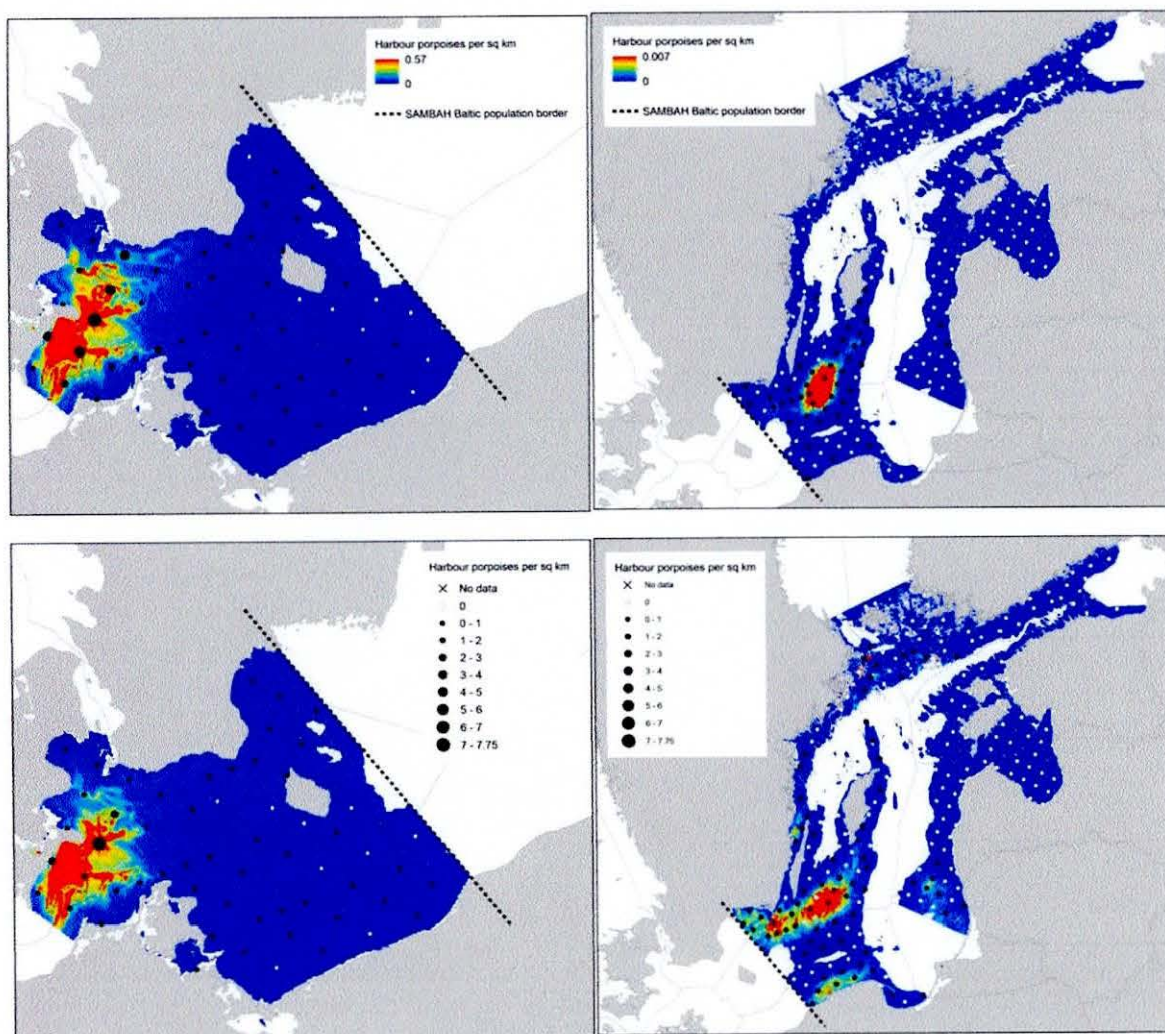 Harbour porpoises per sq km
0.57
0
SAMBAH Baltic population border
Harbour porpoises per sq km
0.007
0
SAMBAH Baltic population border
Harbour porpoises per sq km
No data
0
0 - 1
1 - 2
2 - 3
3 - 4
4 - 5
5 - 6
6 - 7
7 - 7.75
Harbour porpoises per sq km
No data
0
0 - 1
1 - 2
2 - 3
3 - 4
4 - 5
5 - 6
6 - 7
7 - 7.75